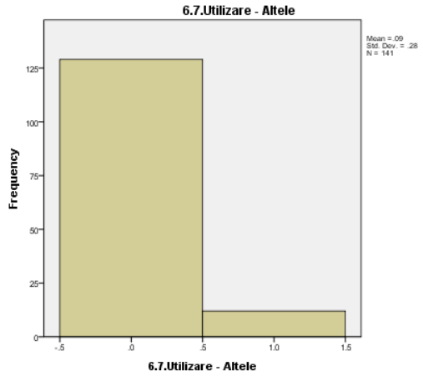 6.7.Utilizare - Altele
Mean =.09
Std. Dev. = .28
N = 141
Frequency
125
100
75
50
25
0
-.5
.0
.5
1.0
1.5
6.7.Utilizare - Altele